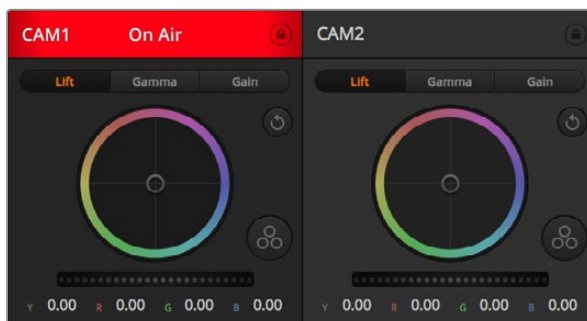 CAM1 On Air CAM2
Lift Gamma Gain Lift Gamma Gain
Y 0.00 R 0.00 G 0.00 B 0.00 Y 0.00 R 0.00 G 0.00 B 0.00